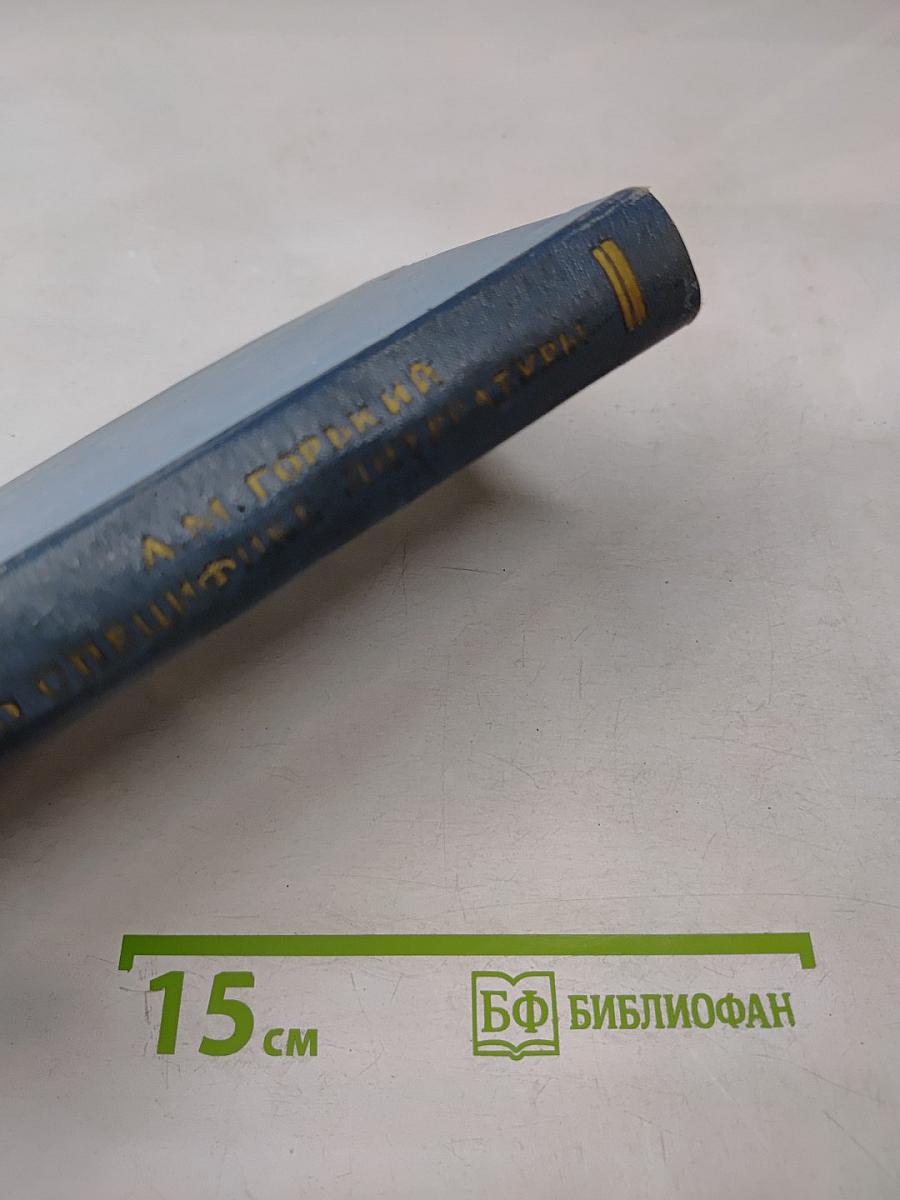 А.М. ГОРЬКИЙ
О СПЕЦИФИКЕ ЛИТЕРАТУРЫ
15 см
БФ БИБЛИОФАН